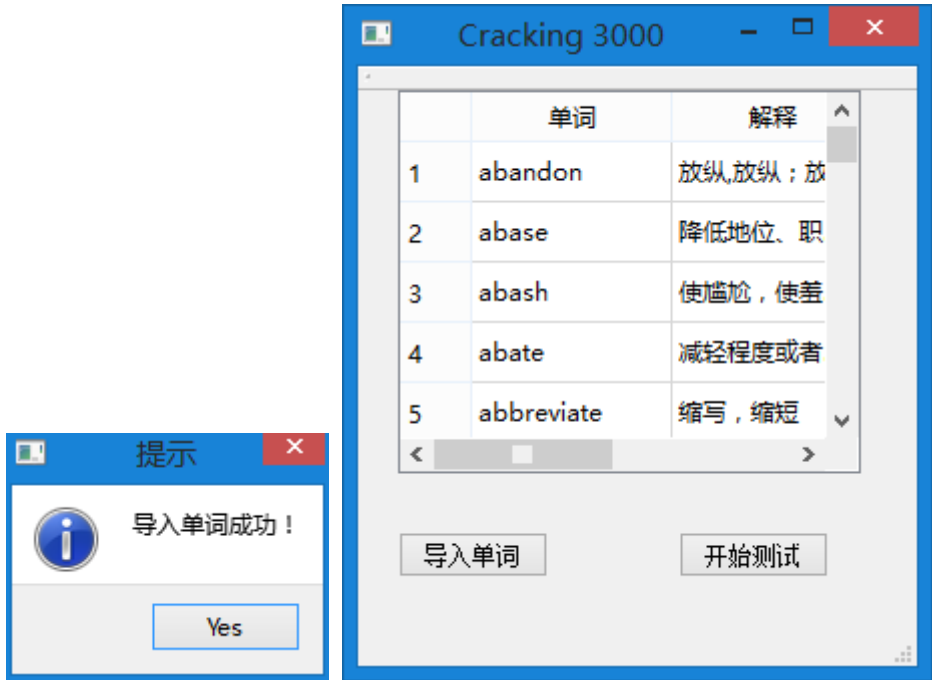 提示
导入单词成功！
Yes
Cracking 3000
单词 解释
1 abandon 放纵,放纵；放
2 abase 降低地位、职
3 abash 使尴尬，使羞
4 abate 减轻程度或者
5 abbreviate 缩写，缩短
导入单词 开始测试